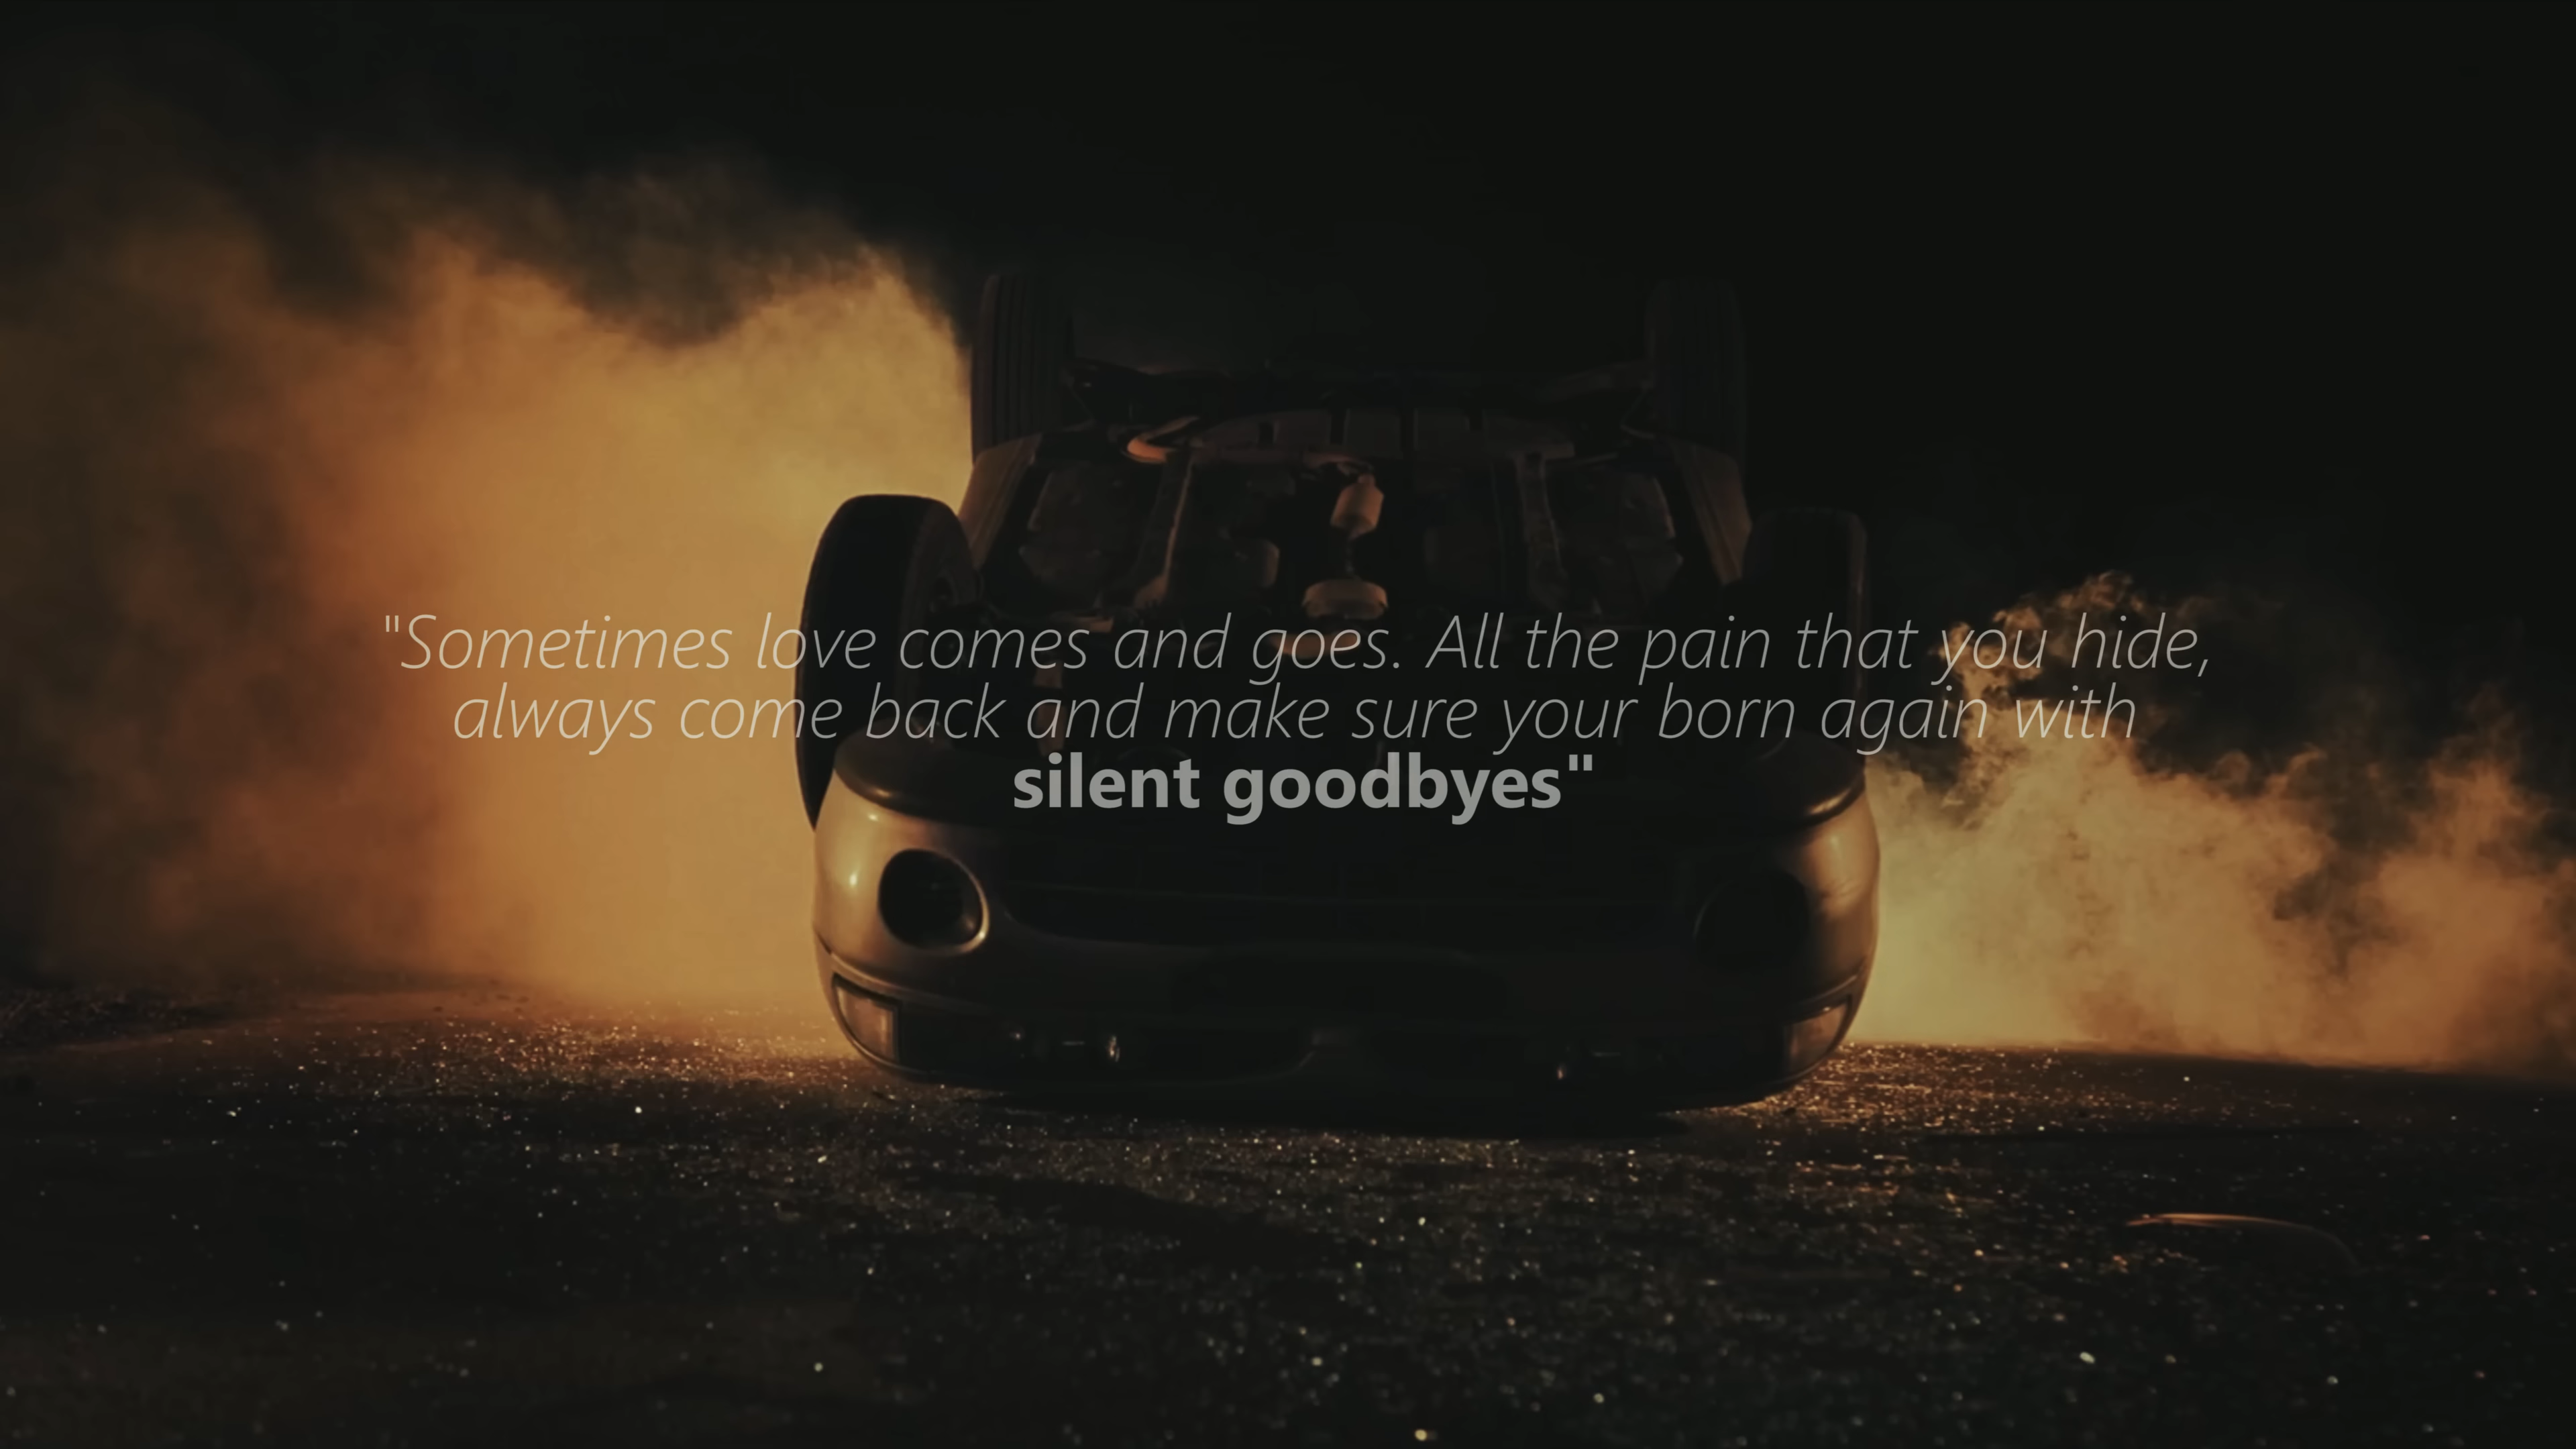 "Sometimes love comes and goes. All the pain that you hide,
always come back and make sure your born again with
silent goodbyes"